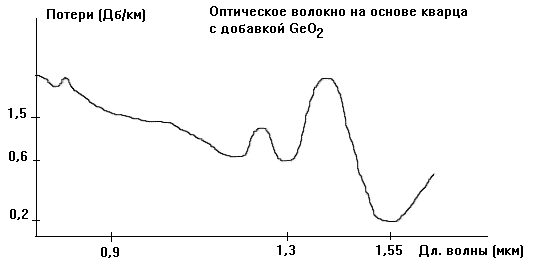 Потери (Дб/км)
Оптическое волокно на основе кварца
с добавкой GeO2
1,5
0,6
0,2
0,9
1,3
1,55
Дл. волны (мкм)